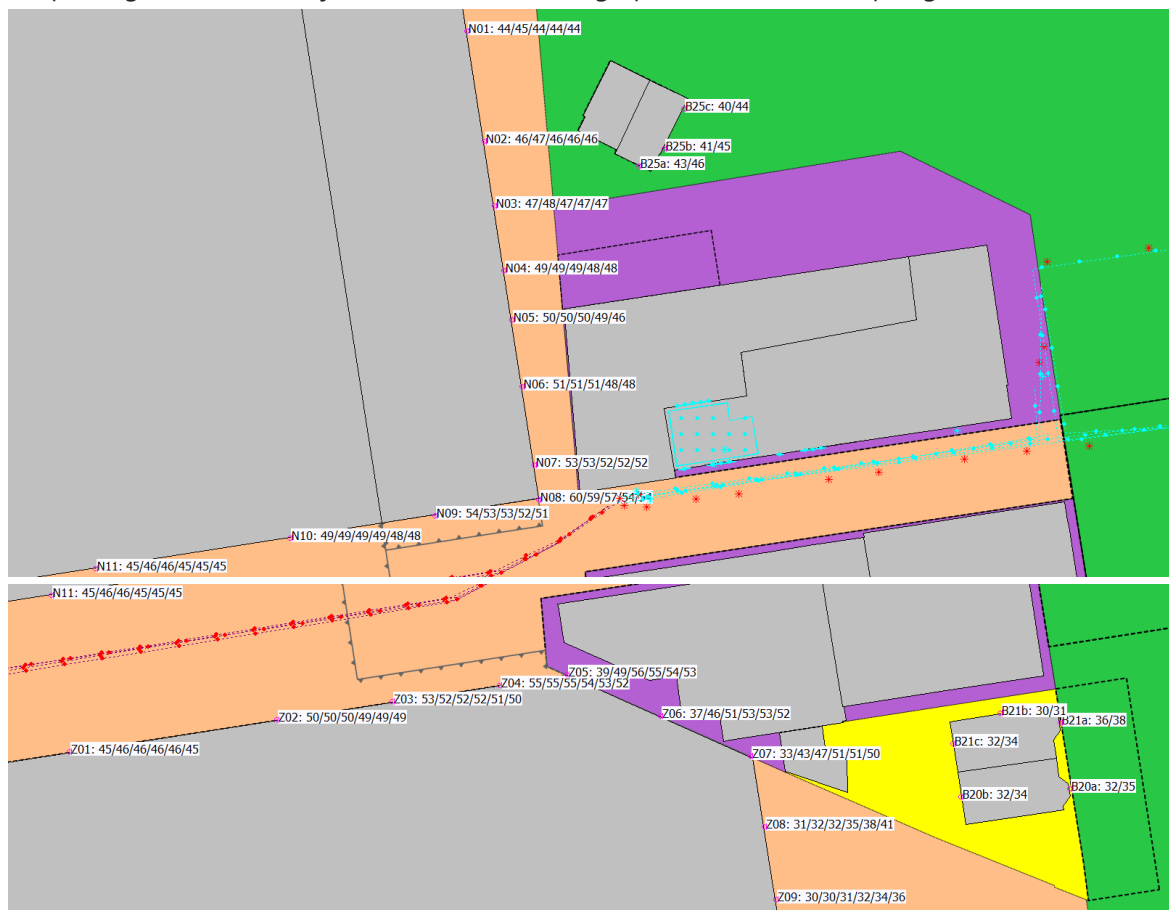 N01: 44/45/44/44/44
B25c: 40/44
N02: 46/47/46/46/46
B25b: 41/45
B25a: 43/46
N03: 47/48/47/47/47
N04: 49/49/49/48/48
N05: 50/50/50/49/46
N06: 51/51/51/48/48
N07: 53/53/52/52/52
N08: 60/59/57/54/54
N09: 54/53/53/52/51
N10: 49/49/49/49/48/48
N11: 45/46/46/45/45/45
N11: 45/46/46/45/45/45
Z05: 39/49/56/55/54/53
Z04: 55/55/55/54/53/52
Z03: 53/52/52/52/51/50
Z02: 50/50/50/49/49/49
Z06: 37/46/51/53/53/52
B21b: 30/31
B21a: 36/38
B21c: 32/34
Z01: 45/46/46/46/46/45
Z07: 33/43/47/51/51/50
B20a: 32/35
B20b: 32/34
Z08: 31/32/32/35/38/41
Z09: 30/30/31/32/34/36